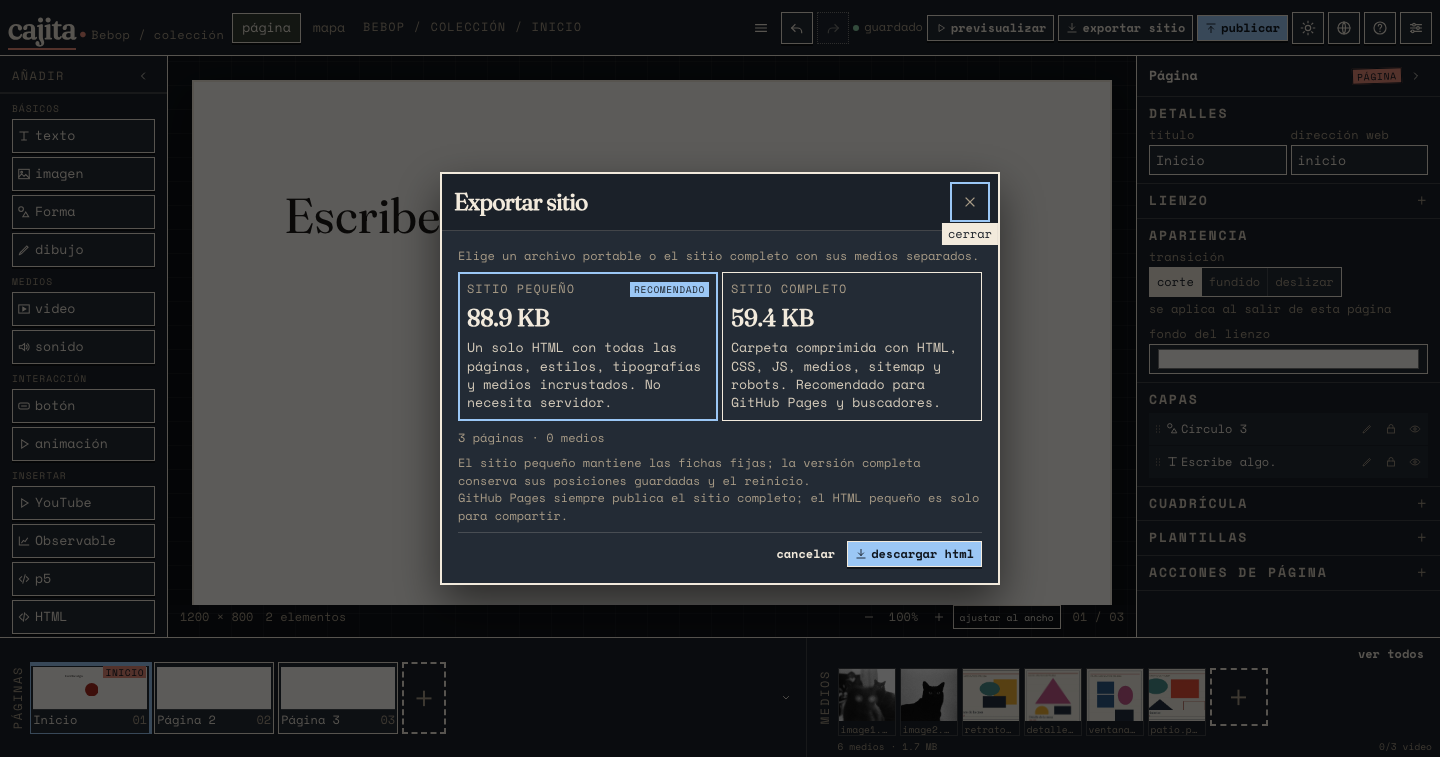 cajita
Bebop / colección
página
mapa
BEBOP / COLECCIÓN / INICIO
guardado
previsualizar
exportar sitio
publicar
AÑADIR
BÁSICOS
texto
imagen
Forma
dibujo
MEDIOS
video
sonido
INTERACCIÓN
botón
animación
INSERTAR
YouTube
Observable
p5
HTML
Escribe
Exportar sitio
cerrar
Elige un archivo portable o el sitio completo con sus medios separados.
SITIO PEQUEÑO
RECOMENDADO
88.9 KB
Un solo HTML con todas las
páginas, estilos, tipografías
y medios incrustados. No
necesita servidor.
SITIO COMPLETO
59.4 KB
Carpeta comprimida con HTML,
CSS, JS, medios, sitemap y
robots. Recomendado para
GitHub Pages y buscadores.
3 páginas · 0 medios
El sitio pequeño mantiene las fichas fijas; la versión completa
conserva sus posiciones guardadas y el reinicio.
GitHub Pages siempre publica el sitio completo; el HTML pequeño es solo
para compartir.
cancelar
descargar html
1200 × 800 2 elementos
− 100% +
ajustar al ancho
01 / 03
Página
PÁGINA
DETALLES
título
dirección web
Inicio
inicio
LIENZO
APARIENCIA
transición
corte
fundido
deslizar
se aplica al salir de esta página
fondo del lienzo
CAPAS
Círculo 3
Escribe algo.
CUADRÍCULA
PLANTILLAS
ACCIONES DE PÁGINA
PÁGINAS
INICIO
Inicio 01
Página 2 02
Página 3 03
MEDIOS
ver todos
image1.…
image2.…
retrato…
detalle…
ventana…
patio.p…
6 medios · 1.7 MB
0/3 video